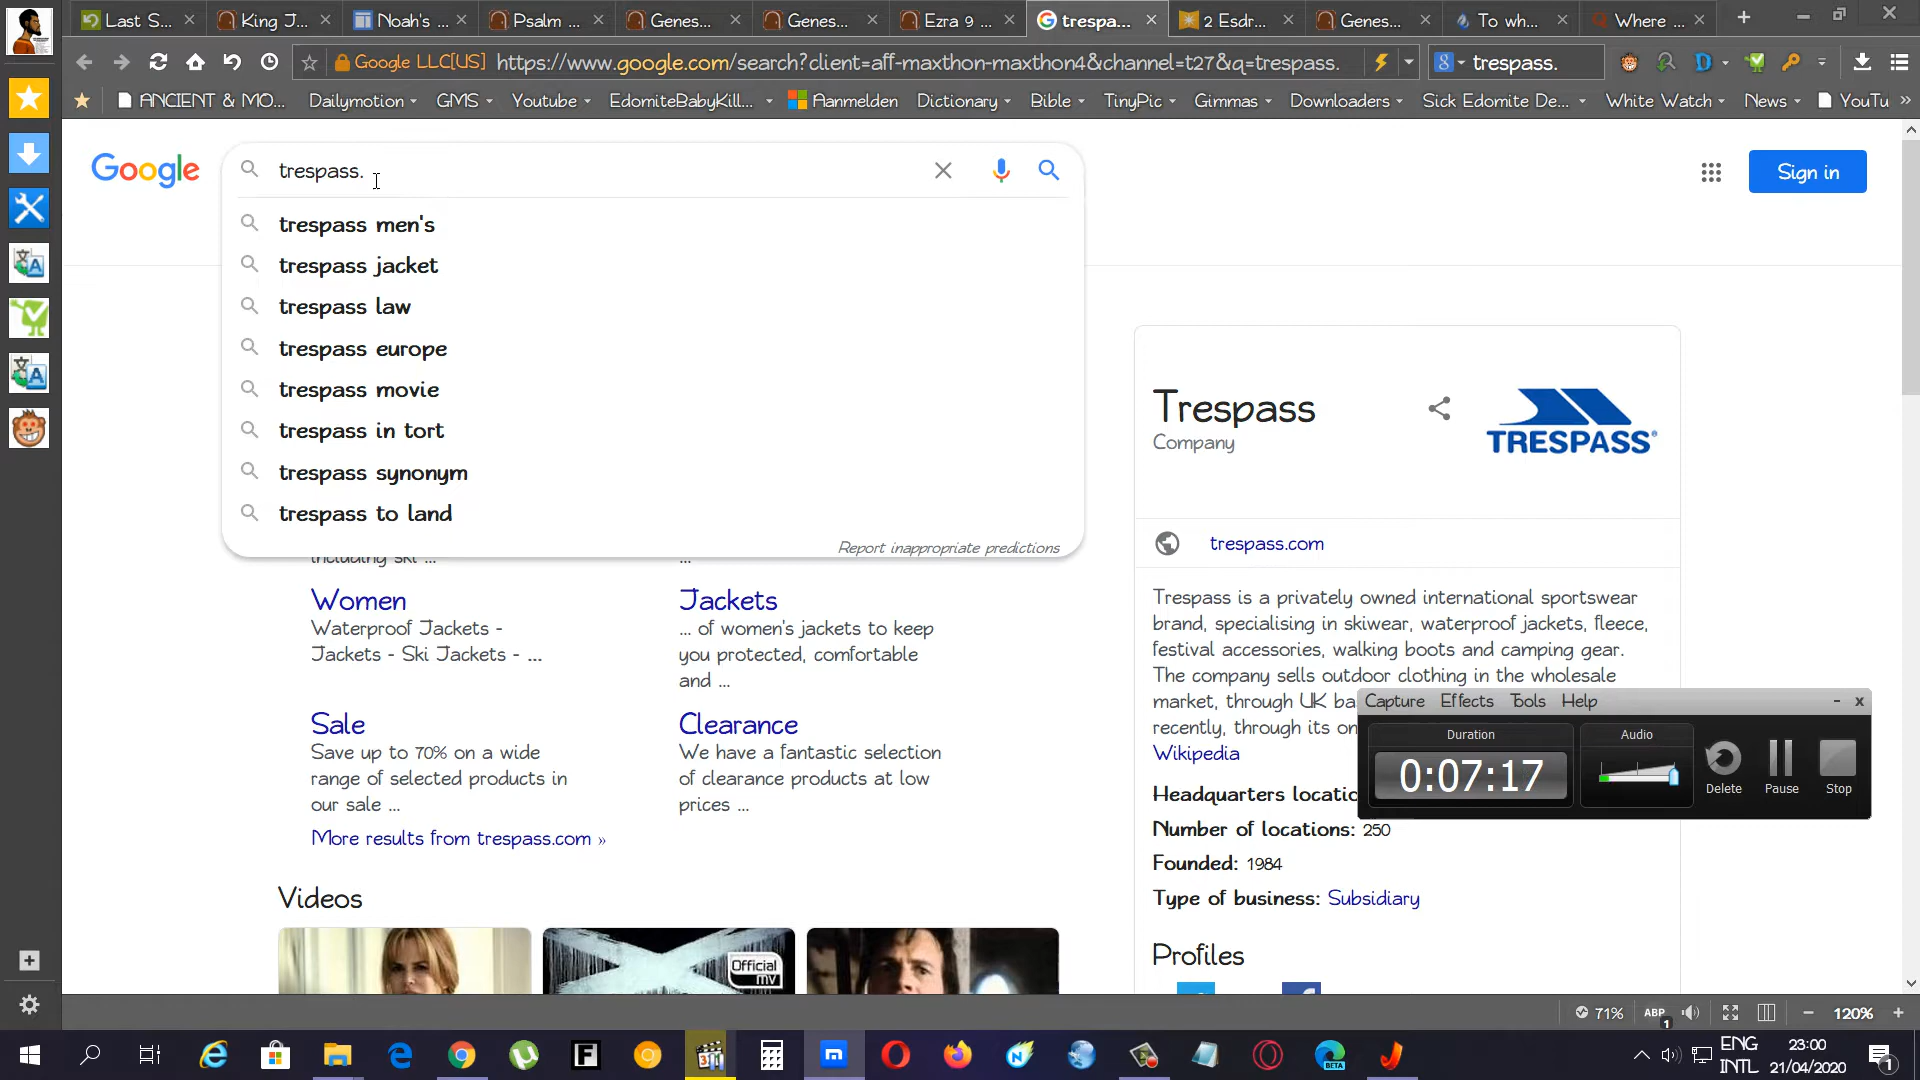 Last S...
King J...
Noah's ...
Psalm ...
Genes...
Genes...
Ezra 9 ...
trespa...
2 Esdr...
Genes...
To wh...
Where ...
Google LLC[US] https://www.google.com/search?client=aff-maxthon-maxthon4&channel=t27&q=trespass.
trespass.
ANCIENT & MO...
Dailymotion
GMS
Youtube
EdomiteBabyKill...
Aanmelden
Dictionary
Bible
TinyPic
Gimmas
Downloaders
Sick Edomite De...
White Watch
News
YouTu
Google
trespass.
Sign in
trespass men's
trespass jacket
trespass law
trespass europe
trespass movie
trespass in tort
trespass synonym
trespass to land
Report inappropriate predictions
including ski ...
...
Women
Waterproof Jackets -
Jackets - Ski Jackets - ...
Jackets
... of women's jackets to keep
you protected, comfortable
and ...
Sale
Save up to 70% on a wide
range of selected products in
our sale ...
Clearance
We have a fantastic selection
of clearance products at low
prices ...
More results from trespass.com »
Videos
Official
mv
Trespass
Company
TRESPASS
trespass.com
Trespass is a privately owned international sportswear
brand, specialising in skiwear, waterproof jackets, fleece,
festival accessories, walking boots and camping gear.
The company sells outdoor clothing in the wholesale
market, through UK ba
recently, through its on
Wikipedia
Headquarters locatio
Number of locations: 250
Founded: 1984
Type of business: Subsidiary
Profiles
Capture Effects Tools Help
Duration
0:07:17
Audio
Delete
Pause
Stop
71%
ABP
1
120%
ENG
INTL
23:00
21/04/2020
1